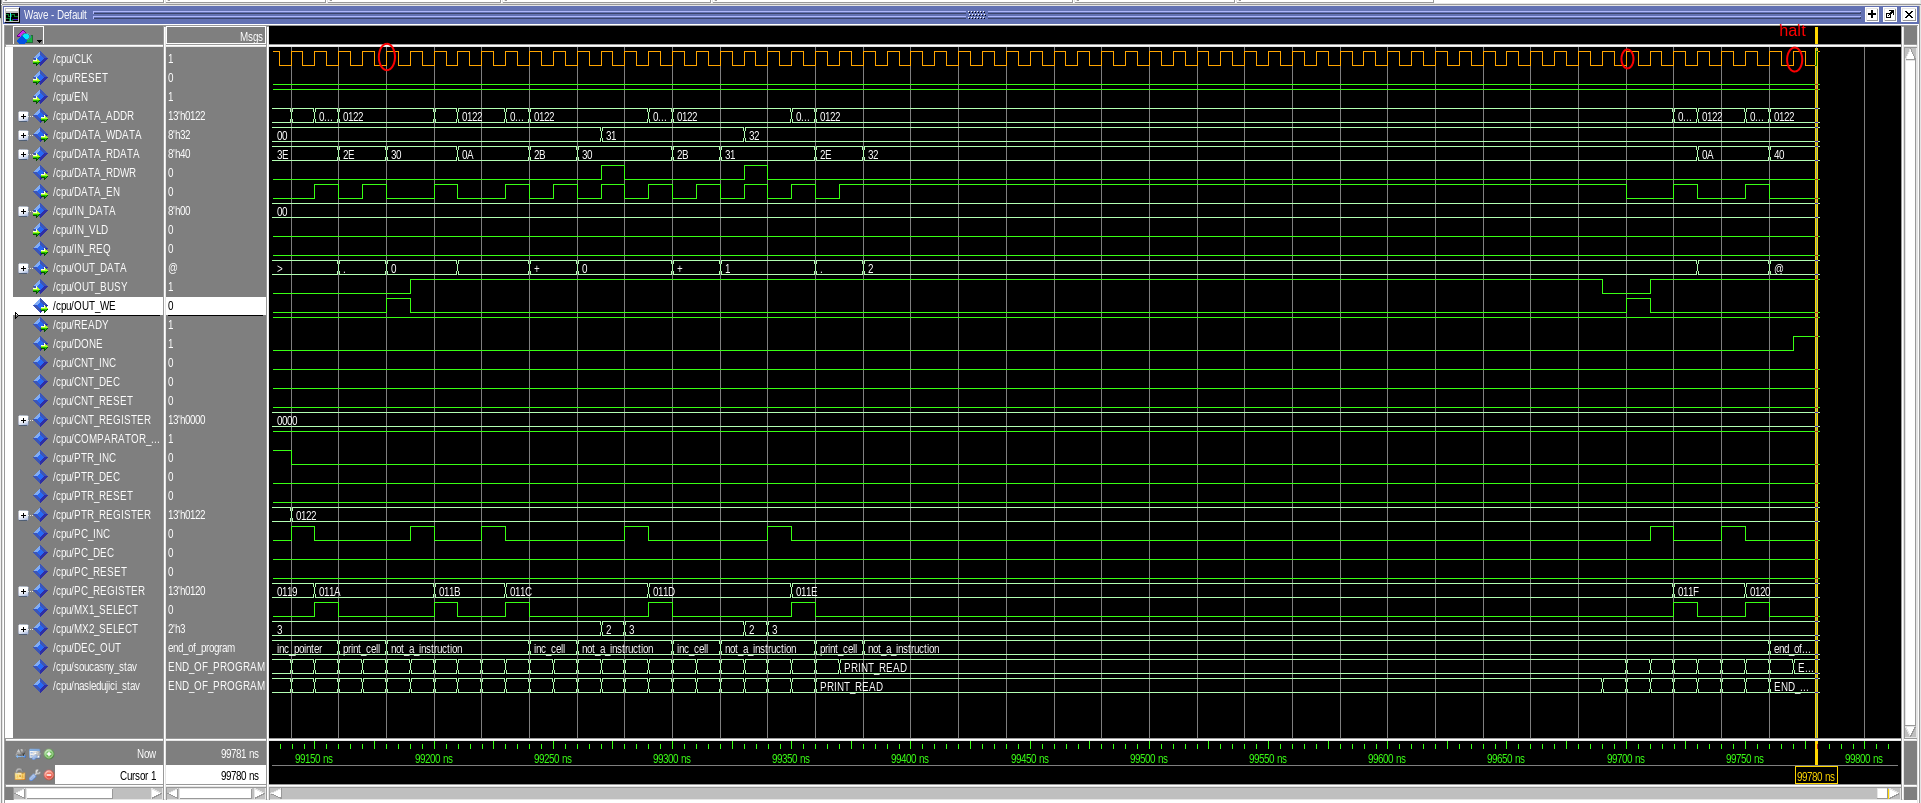 Wave - Default
Msgs
halt
/cpu/CLK 1
/cpu/RESET 0
/cpu/EN 1
/cpu/DATA_ADDR 13'h0122 0... 0122 0122 0... 0122 0... 0122 0... 0122 0... 0122 0... 0122
/cpu/DATA_WDATA 8'h32 00 31 32
/cpu/DATA_RDATA 8'h40 3E 2E 30 0A 2B 30 2B 31 2E 32 0A 40
/cpu/DATA_RDWR 0
/cpu/DATA_EN 0
/cpu/IN_DATA 8'h00 00
/cpu/IN_VLD 0
/cpu/IN_REQ 0
/cpu/OUT_DATA @ > . 0 + 0 + 1 . 2 @
/cpu/OUT_BUSY 1
/cpu/OUT_WE 0
/cpu/READY 1
/cpu/DONE 1
/cpu/CNT_INC 0
/cpu/CNT_DEC 0
/cpu/CNT_RESET 0
/cpu/CNT_REGISTER 13'h0000 0000
/cpu/COMPARATOR_... 1
/cpu/PTR_INC 0
/cpu/PTR_DEC 0
/cpu/PTR_RESET 0
/cpu/PTR_REGISTER 13'h0122 0122
/cpu/PC_INC 0
/cpu/PC_DEC 0
/cpu/PC_RESET 0
/cpu/PC_REGISTER 13'h0120 0119 011A 011B 011C 011D 011E 011F 0120
/cpu/MX1_SELECT 0
/cpu/MX2_SELECT 2'h3 3 2 3 2 3
/cpu/DEC_OUT end_of_program inc_pointer print_cell not_a_instruction inc_cell not_a_instruction inc_cell not_a_instruction print_cell not_a_instruction end_of...
/cpu/soucasny_stav END_OF_PROGRAM PRINT_READ E...
/cpu/nasledujici_stav END_OF_PROGRAM PRINT_READ END_...
Now 99781 ns
99150 ns 99200 ns 99250 ns 99300 ns 99350 ns 99400 ns 99450 ns 99500 ns 99550 ns 99600 ns 99650 ns 99700 ns 99750 ns 99800 ns
Cursor 1 99780 ns
99780 ns